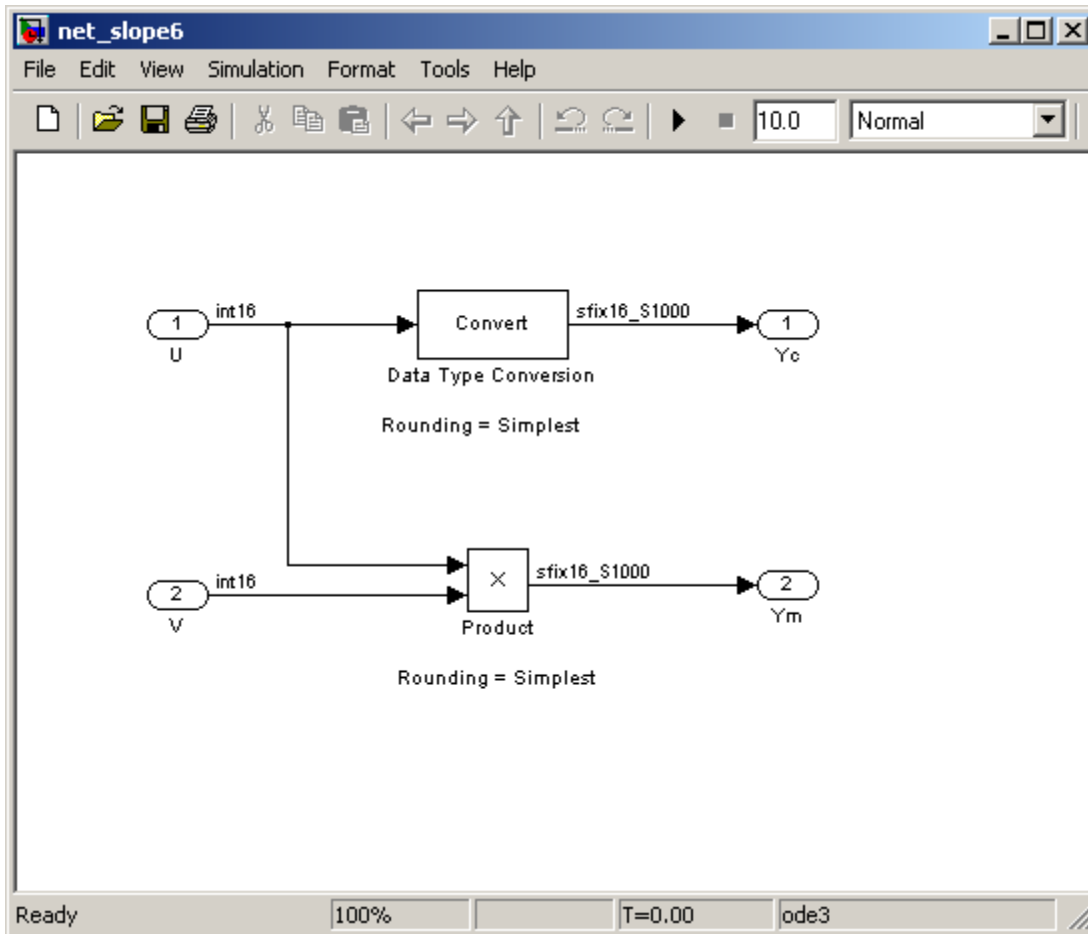 net_slope6
File Edit View Simulation Format Tools Help
10.0 Normal
int16 sfix16_S1000
1 Convert 1
U Yc
Data Type Conversion
Rounding = Simplest
int16 sfix16_S1000
2 × 2
V Ym
Product
Rounding = Simplest
Ready 100% T=0.00 ode3